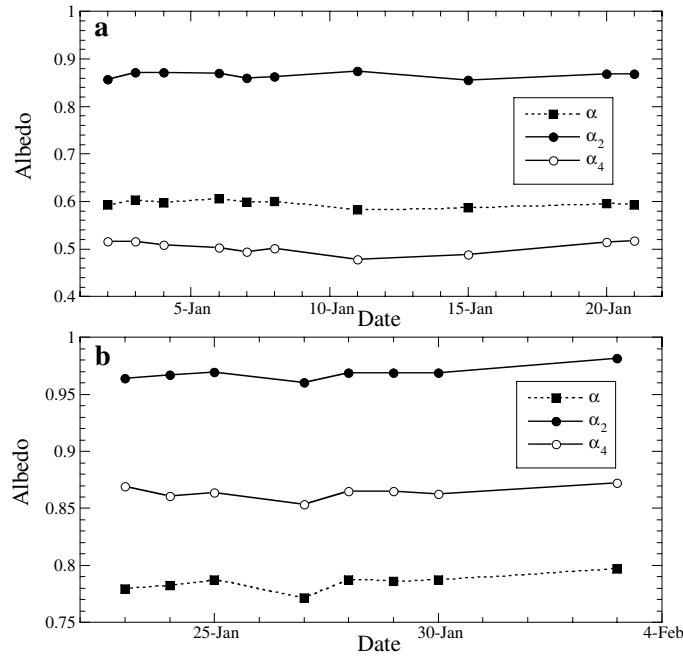 a
1
0.9
0.8
0.7
0.6
0.5
0.4
Albedo
α
α2
α4
5-Jan
10-Jan
15-Jan
20-Jan
Date
b
1
0.95
0.9
0.85
0.8
0.75
Albedo
α
α2
α4
25-Jan
30-Jan
4-Feb
Date